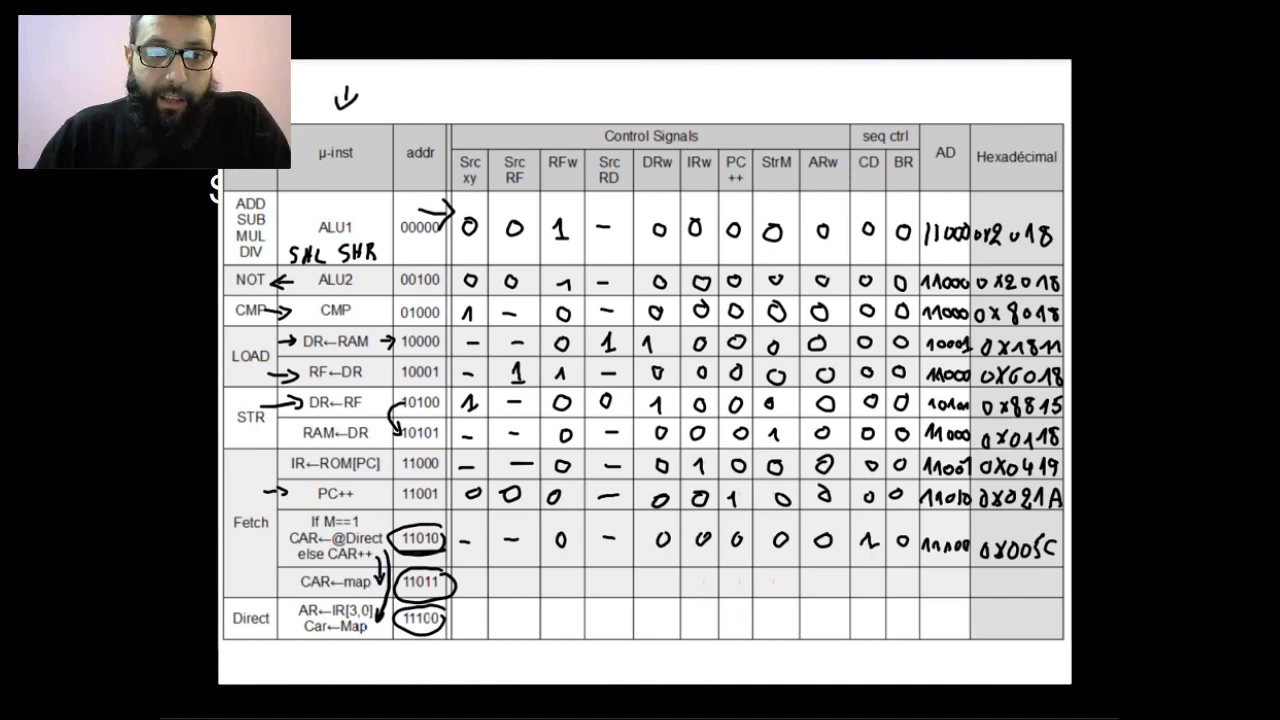 Control Signals seq ctrl
µ-inst addr Src xy Src RF RFw Src RD DRw IRw PC ++ StrM ARw CD BR AD Hexadécimal
ADD SUB MUL DIV ALU1 SHL SHR 00000 0 0 1 - 0 0 0 0 0 0 0 11000 0x2018
NOT ALU2 00100 0 0 1 - 0 0 0 0 0 0 0 11000 0x2018
CMP CMP 01000 1 - 0 - 0 0 0 0 0 0 0 11000 0x8018
LOAD DR←RAM 10000 - - 0 1 1 0 0 0 0 0 0 10001 0x1811
RF←DR 10001 - 1 1 - 0 0 0 0 0 0 0 11000 0x6018
STR DR←RF 10100 1 - 0 0 1 0 0 0 0 0 0 10101 0x8815
RAM←DR 10101 - - 0 - 0 0 0 1 0 0 0 11000 0x0118
Fetch IR←ROM[PC] 11000 - - 0 - 0 1 0 0 0 0 0 11001 0x0419
PC++ 11001 0 0 0 - 0 0 1 0 0 0 0 11010 0x021A
If M==1 CAR←@Direct else CAR++ 11010 - - 0 - 0 0 0 0 0 1 0 11100 0x005C
CAR←map 11011
Direct AR←IR[3,0] Car←Map 11100